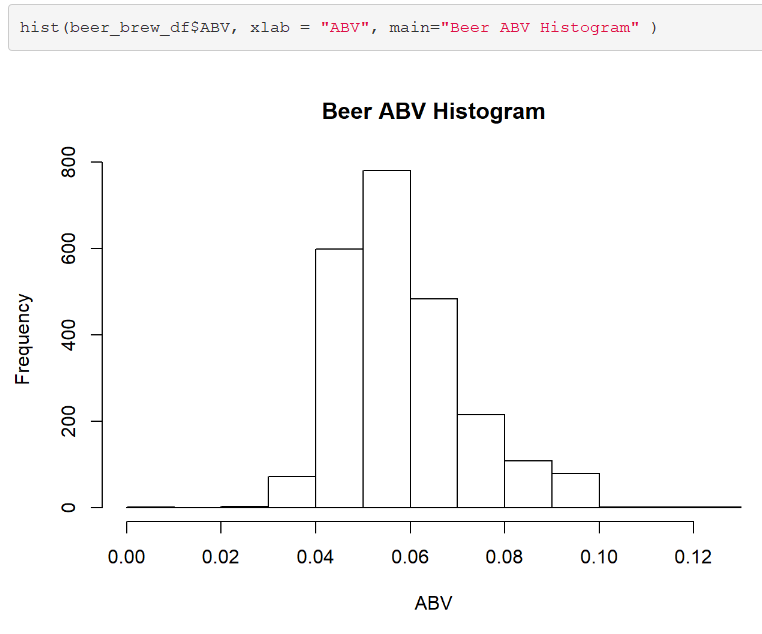 hist(beer_brew_df$ABV, xlab = "ABV", main="Beer ABV Histogram" )
Beer ABV Histogram
800
600
400
200
0
Frequency
0.00 0.02 0.04 0.06 0.08 0.10 0.12
ABV